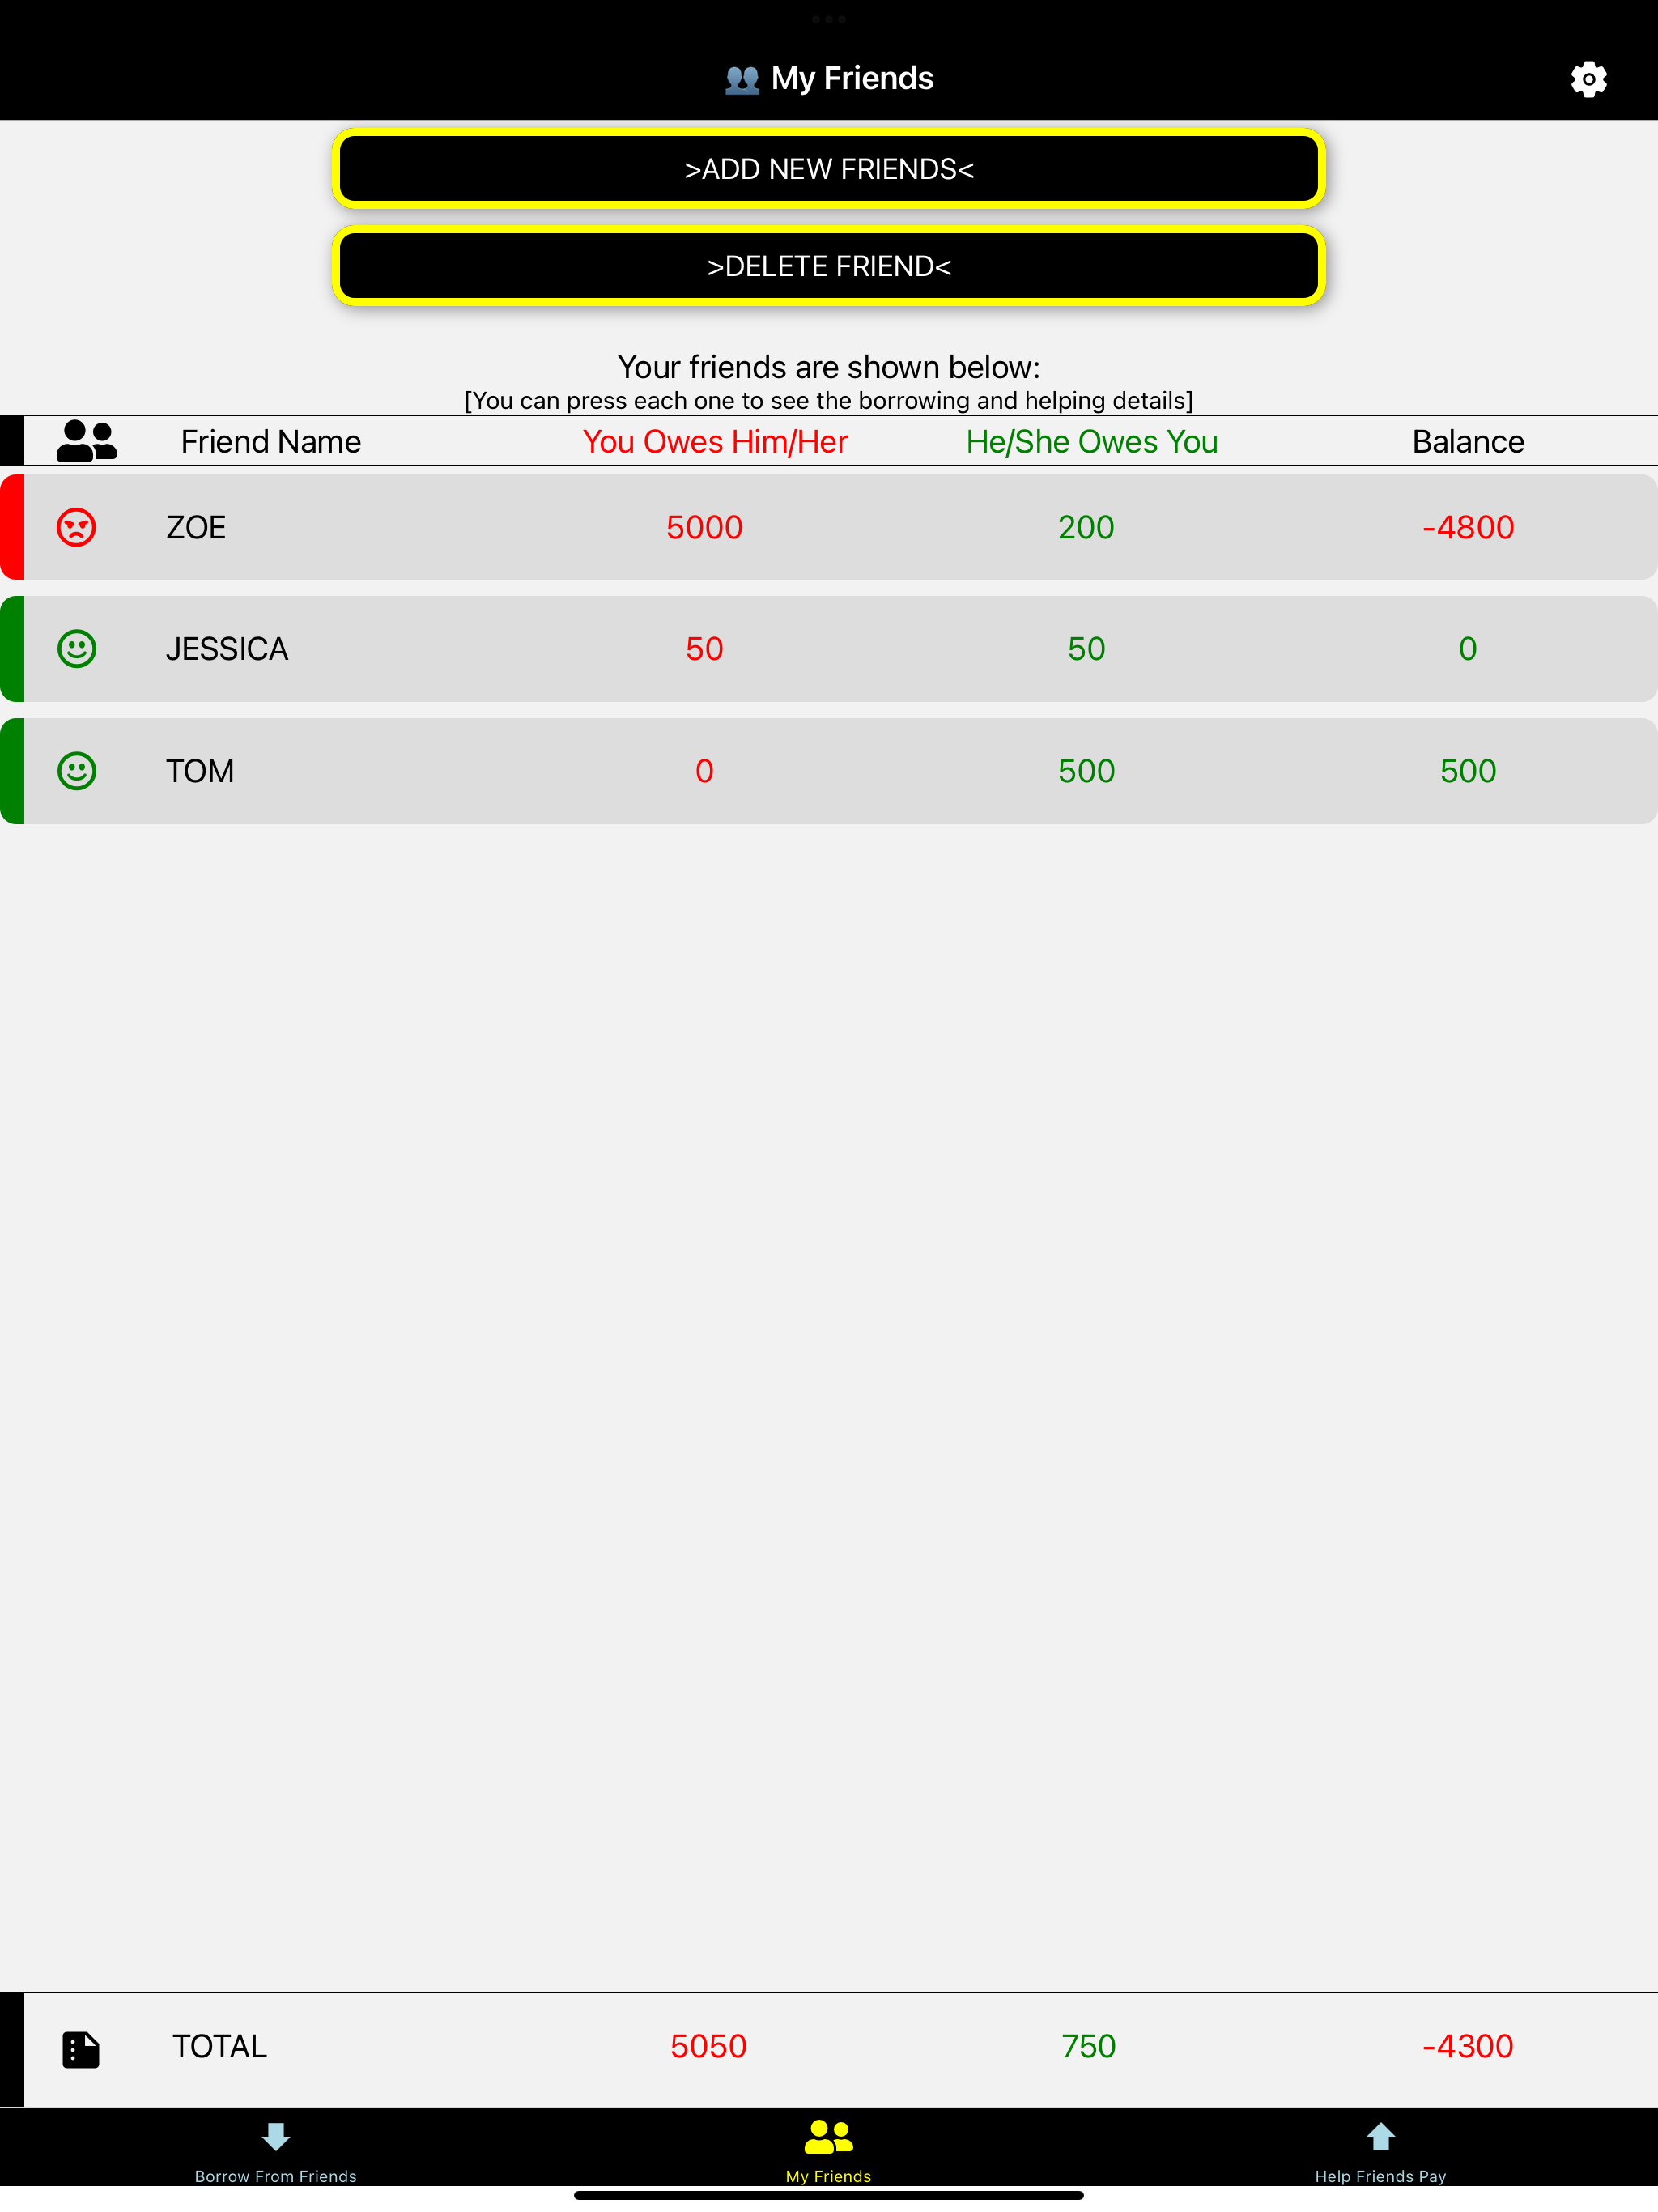 My Friends
>ADD NEW FRIENDS<
>DELETE FRIEND<
Your friends are shown below:
[You can press each one to see the borrowing and helping details]
Friend Name You Owes Him/Her He/She Owes You Balance
ZOE 5000 200 -4800
JESSICA 50 50 0
TOM 0 500 500
TOTAL 5050 750 -4300
Borrow From Friends My Friends Help Friends Pay